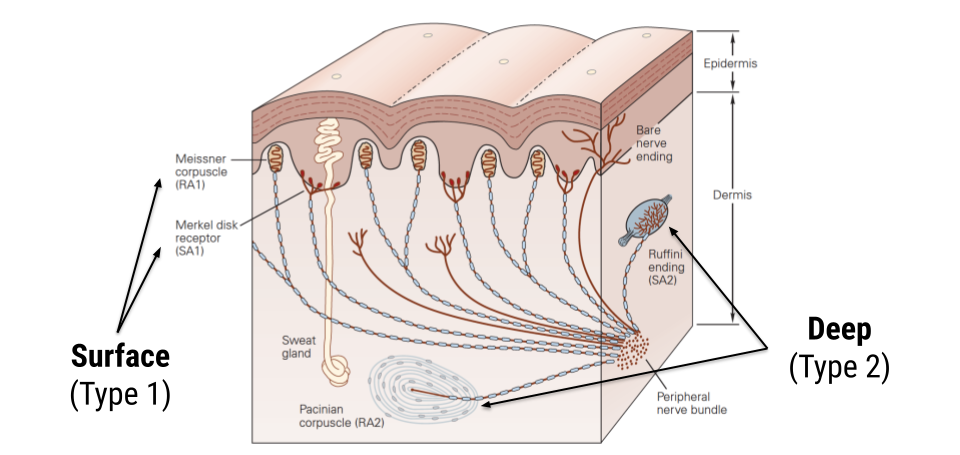 Epidermis
Bare
nerve
ending
Meissner
corpuscle
(RA1)
Dermis
Merkel disk
receptor
(SA1)
Ruffini
ending
(SA2)
Surface
(Type 1)
Deep
(Type 2)
Sweat
gland
Peripheral
nerve bundle
Pacinian
corpuscle (RA2)